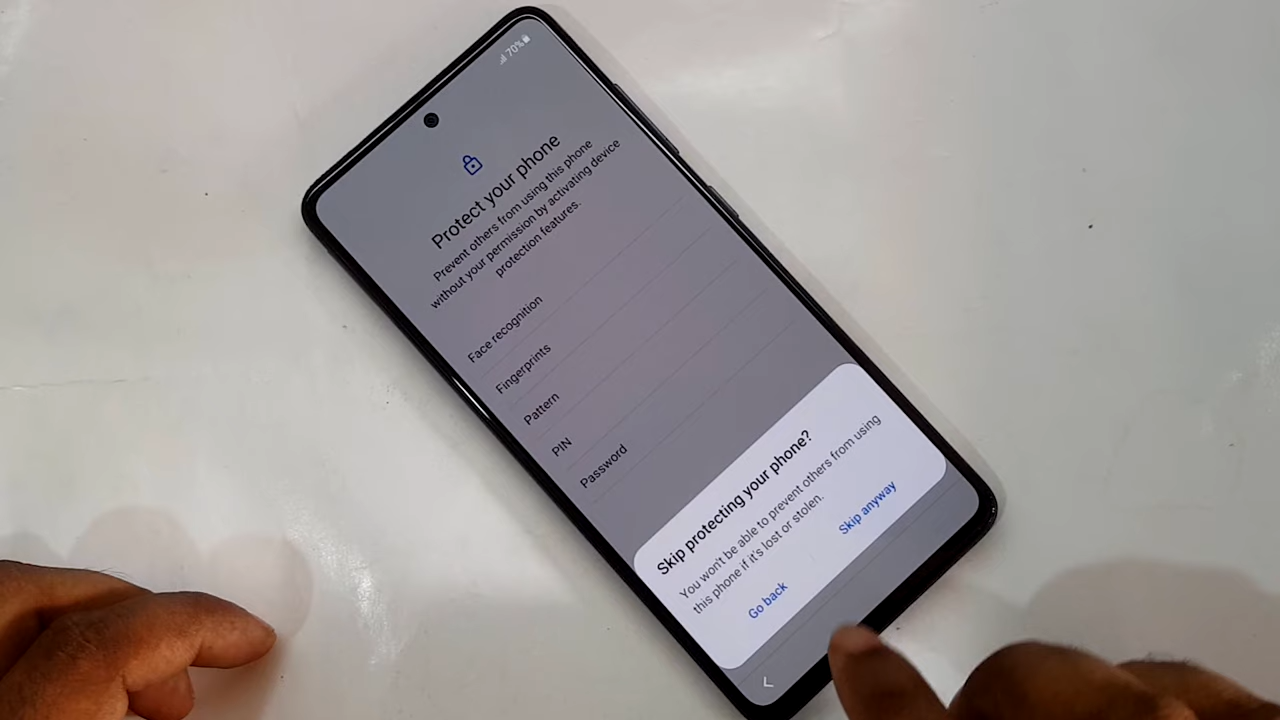 70%
Protect your phone
Prevent others from using this phone
without your permission by activating device
protection features.
Face recognition
Fingerprints
Pattern
PIN
Password
Skip protecting your phone?
You won't be able to prevent others from using
this phone if it's lost or stolen.
Go back
Skip anyway